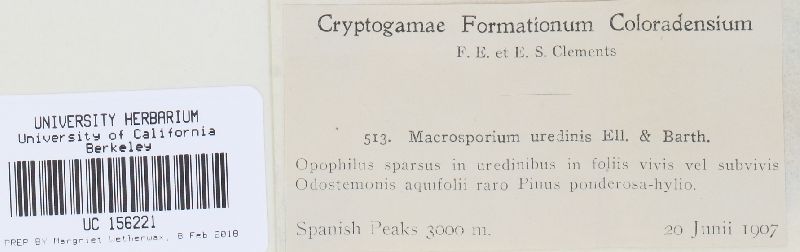 Cryptogamae Formationum Coloradensium
F. E. et E. S. Clements
513. Macrosporium uredinis Ell. & Barth.
Opophilus sparsus in uredinibus in foliis vivis vel subvivis
Odostemonis aquifolii raro Pinus ponderosa-hylio.
Spanish Peaks 3000 m. 20 Junii 1907
UNIVERSITY HERBARIUM
University of California
Berkeley
UC 156221
PREP BY Margriet Wetherwax, 8 Feb 2018